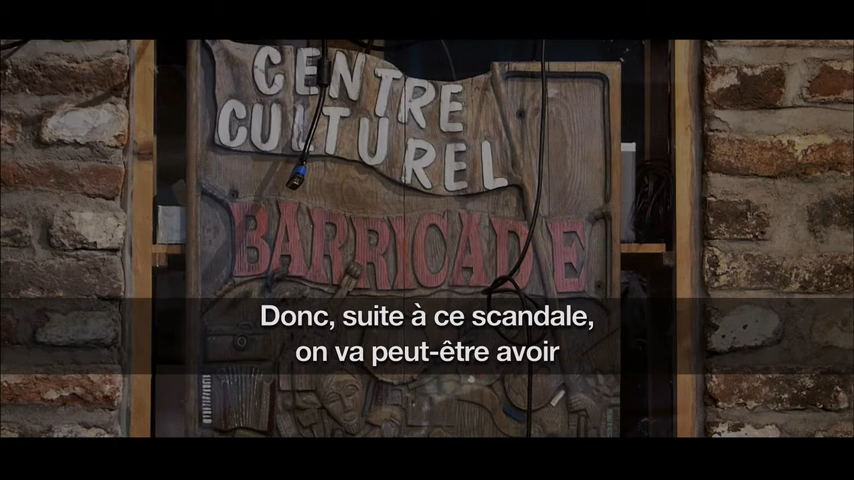 CENTRE
CULTUREL
BARRICADE
Donc, suite à ce scandale,
on va peut-être avoir